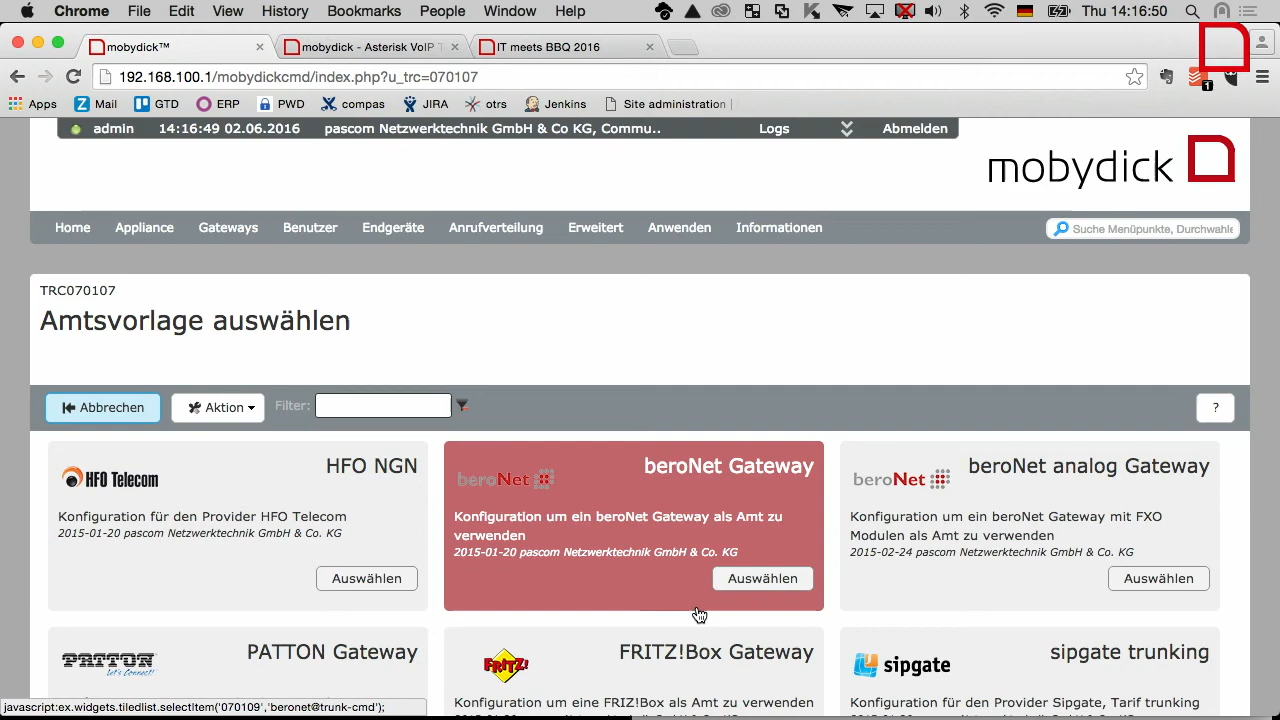 Chrome File Edit View History Bookmarks People Window Help Thu 14:16:50
mobydick™ mobydick - Asterisk VoIP IT meets BBQ 2016
192.168.100.1/mobydickcmd/index.php?u_trc=070107
1
Apps Mail GTD ERP PWD compas JIRA otrs Jenkins Site administration
admin 14:16:49 02.06.2016 pascom Netzwerktechnik GmbH & Co KG, Commu.. Logs Abmelden
mobydick
Home Appliance Gateways Benutzer Endgeräte Anrufverteilung Erweitert Anwenden Informationen Suche Menüpunkte, Durchwahle
TRC070107
Amtsvorlage auswählen
Abbrechen Aktion Filter: ?
HFO Telecom HFO NGN
Konfiguration für den Provider HFO Telecom
2015-01-20 pascom Netzwerktechnik GmbH & Co. KG
Auswählen
beroNet beroNet Gateway
Konfiguration um ein beroNet Gateway als Amt zu
verwenden
2015-01-20 pascom Netzwerktechnik GmbH & Co. KG
Auswählen
beroNet beroNet analog Gateway
Konfiguration um ein beroNet Gateway mit FXO
Modulen als Amt zu verwenden
2015-02-24 pascom Netzwerktechnik GmbH & Co. KG
Auswählen
PATTON PATTON Gateway
Let's Connect!
FRITZ! FRITZ!Box Gateway
Konfiguration um eine FRIZ!Box als Amt zu verwenden
sipgate sipgate trunking
Konfiguration für den Provider Sipgate, Tarif trunking
javascript:ex.widgets.tiledlist.selectItem('070109','beronet@trunk-cmd');